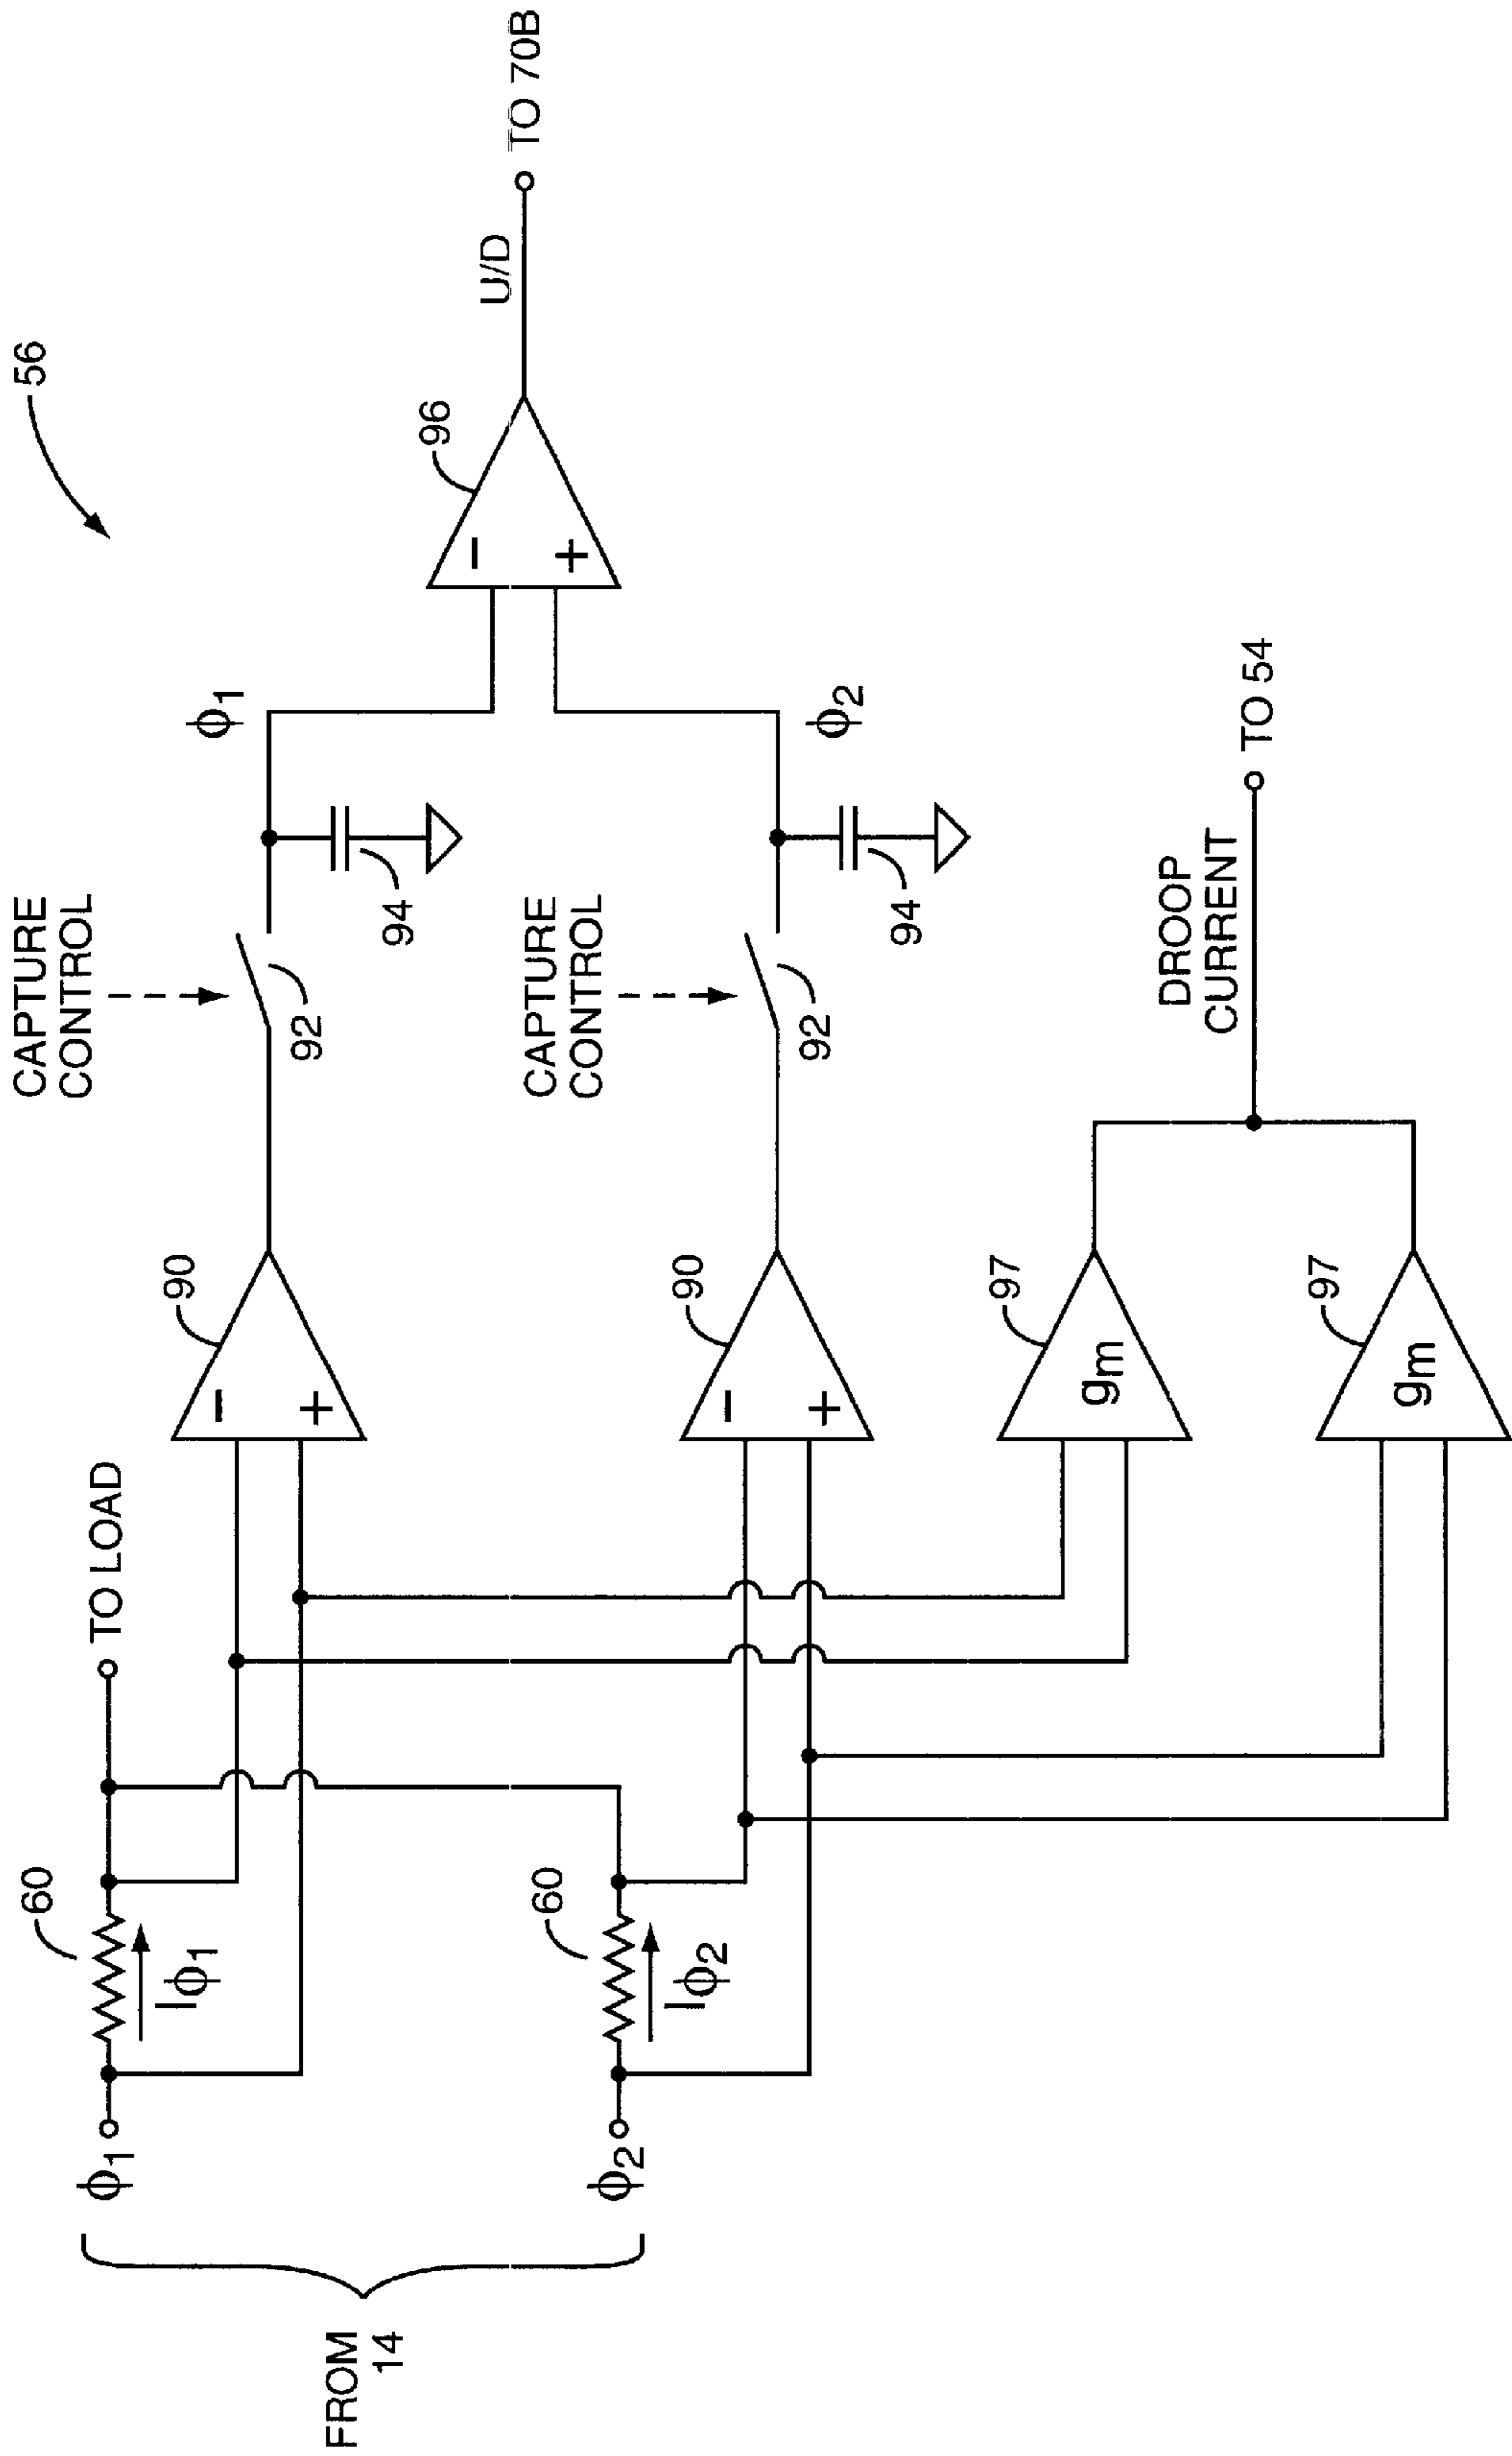 56
FROM
14
ϕ1
ϕ2
60
Iϕ1
60
Iϕ2
TO LOAD
90
−
+
90
−
+
97
gm
97
gm
CAPTURE
CONTROL
92
94
ϕ1
CAPTURE
CONTROL
92
94
ϕ2
96
−
+
U/D
TO 70B
DROOP
CURRENT
TO 54